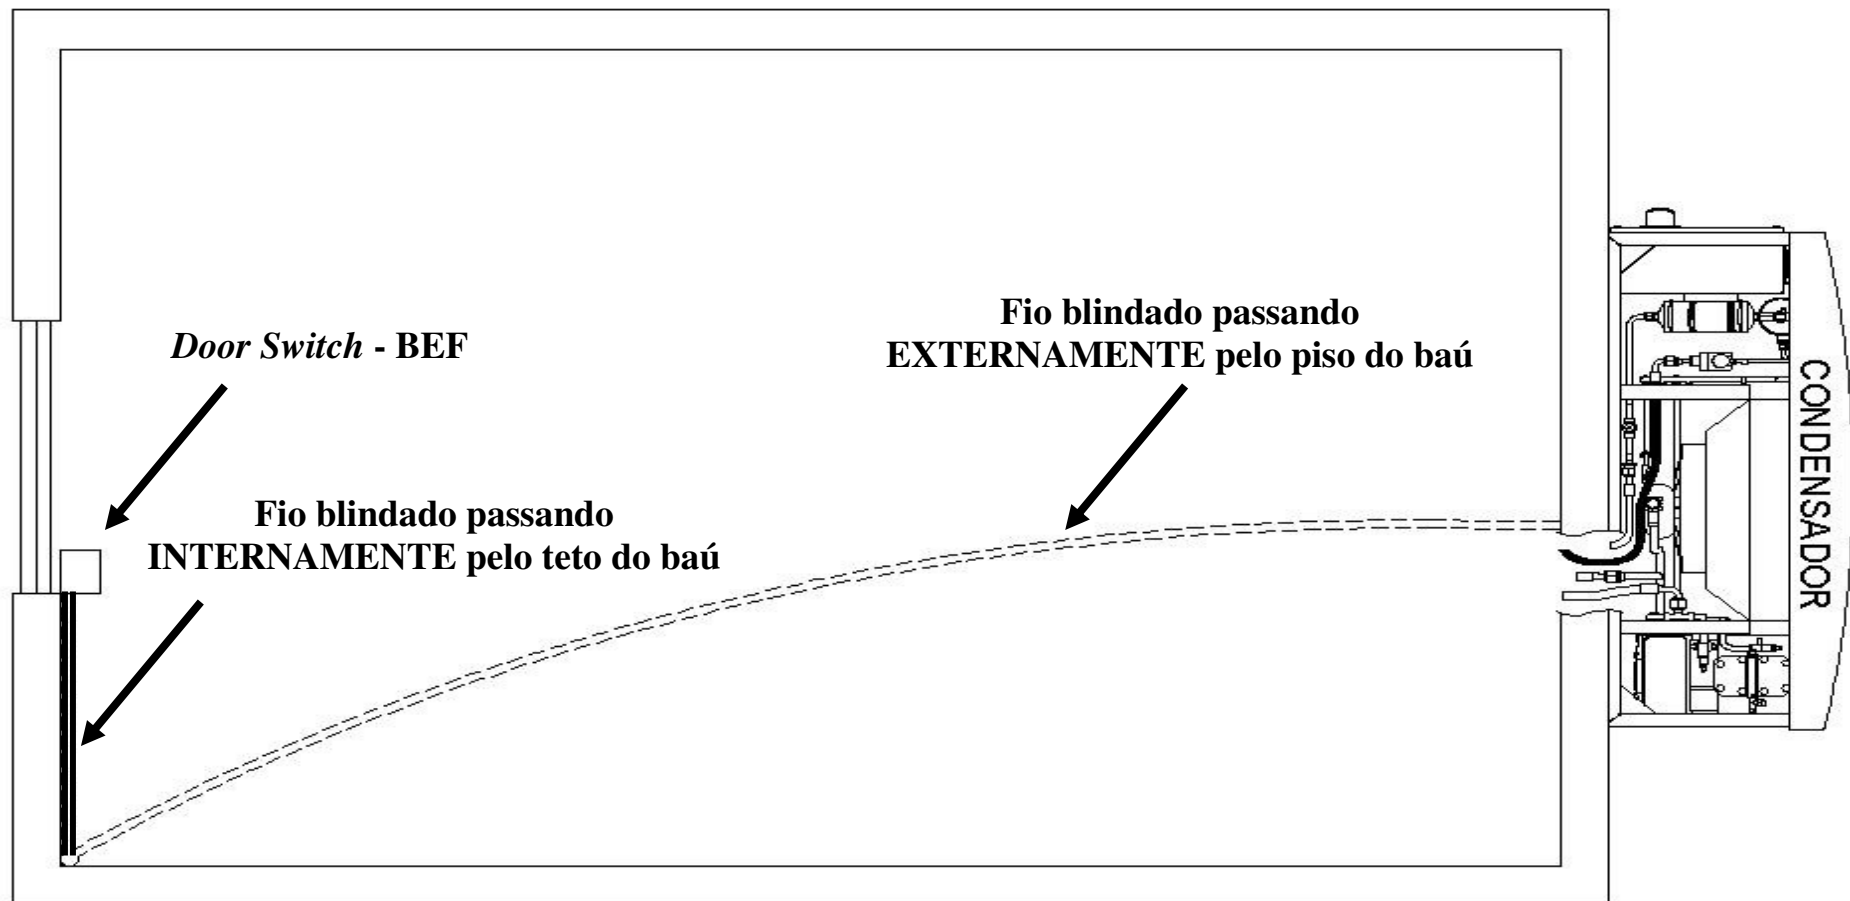 Door Switch - BEF
Fio blindado passando
INTERNAMENTE pelo teto do baú
Fio blindado passando
EXTERNAMENTE pelo piso do baú
CONDENSADOR